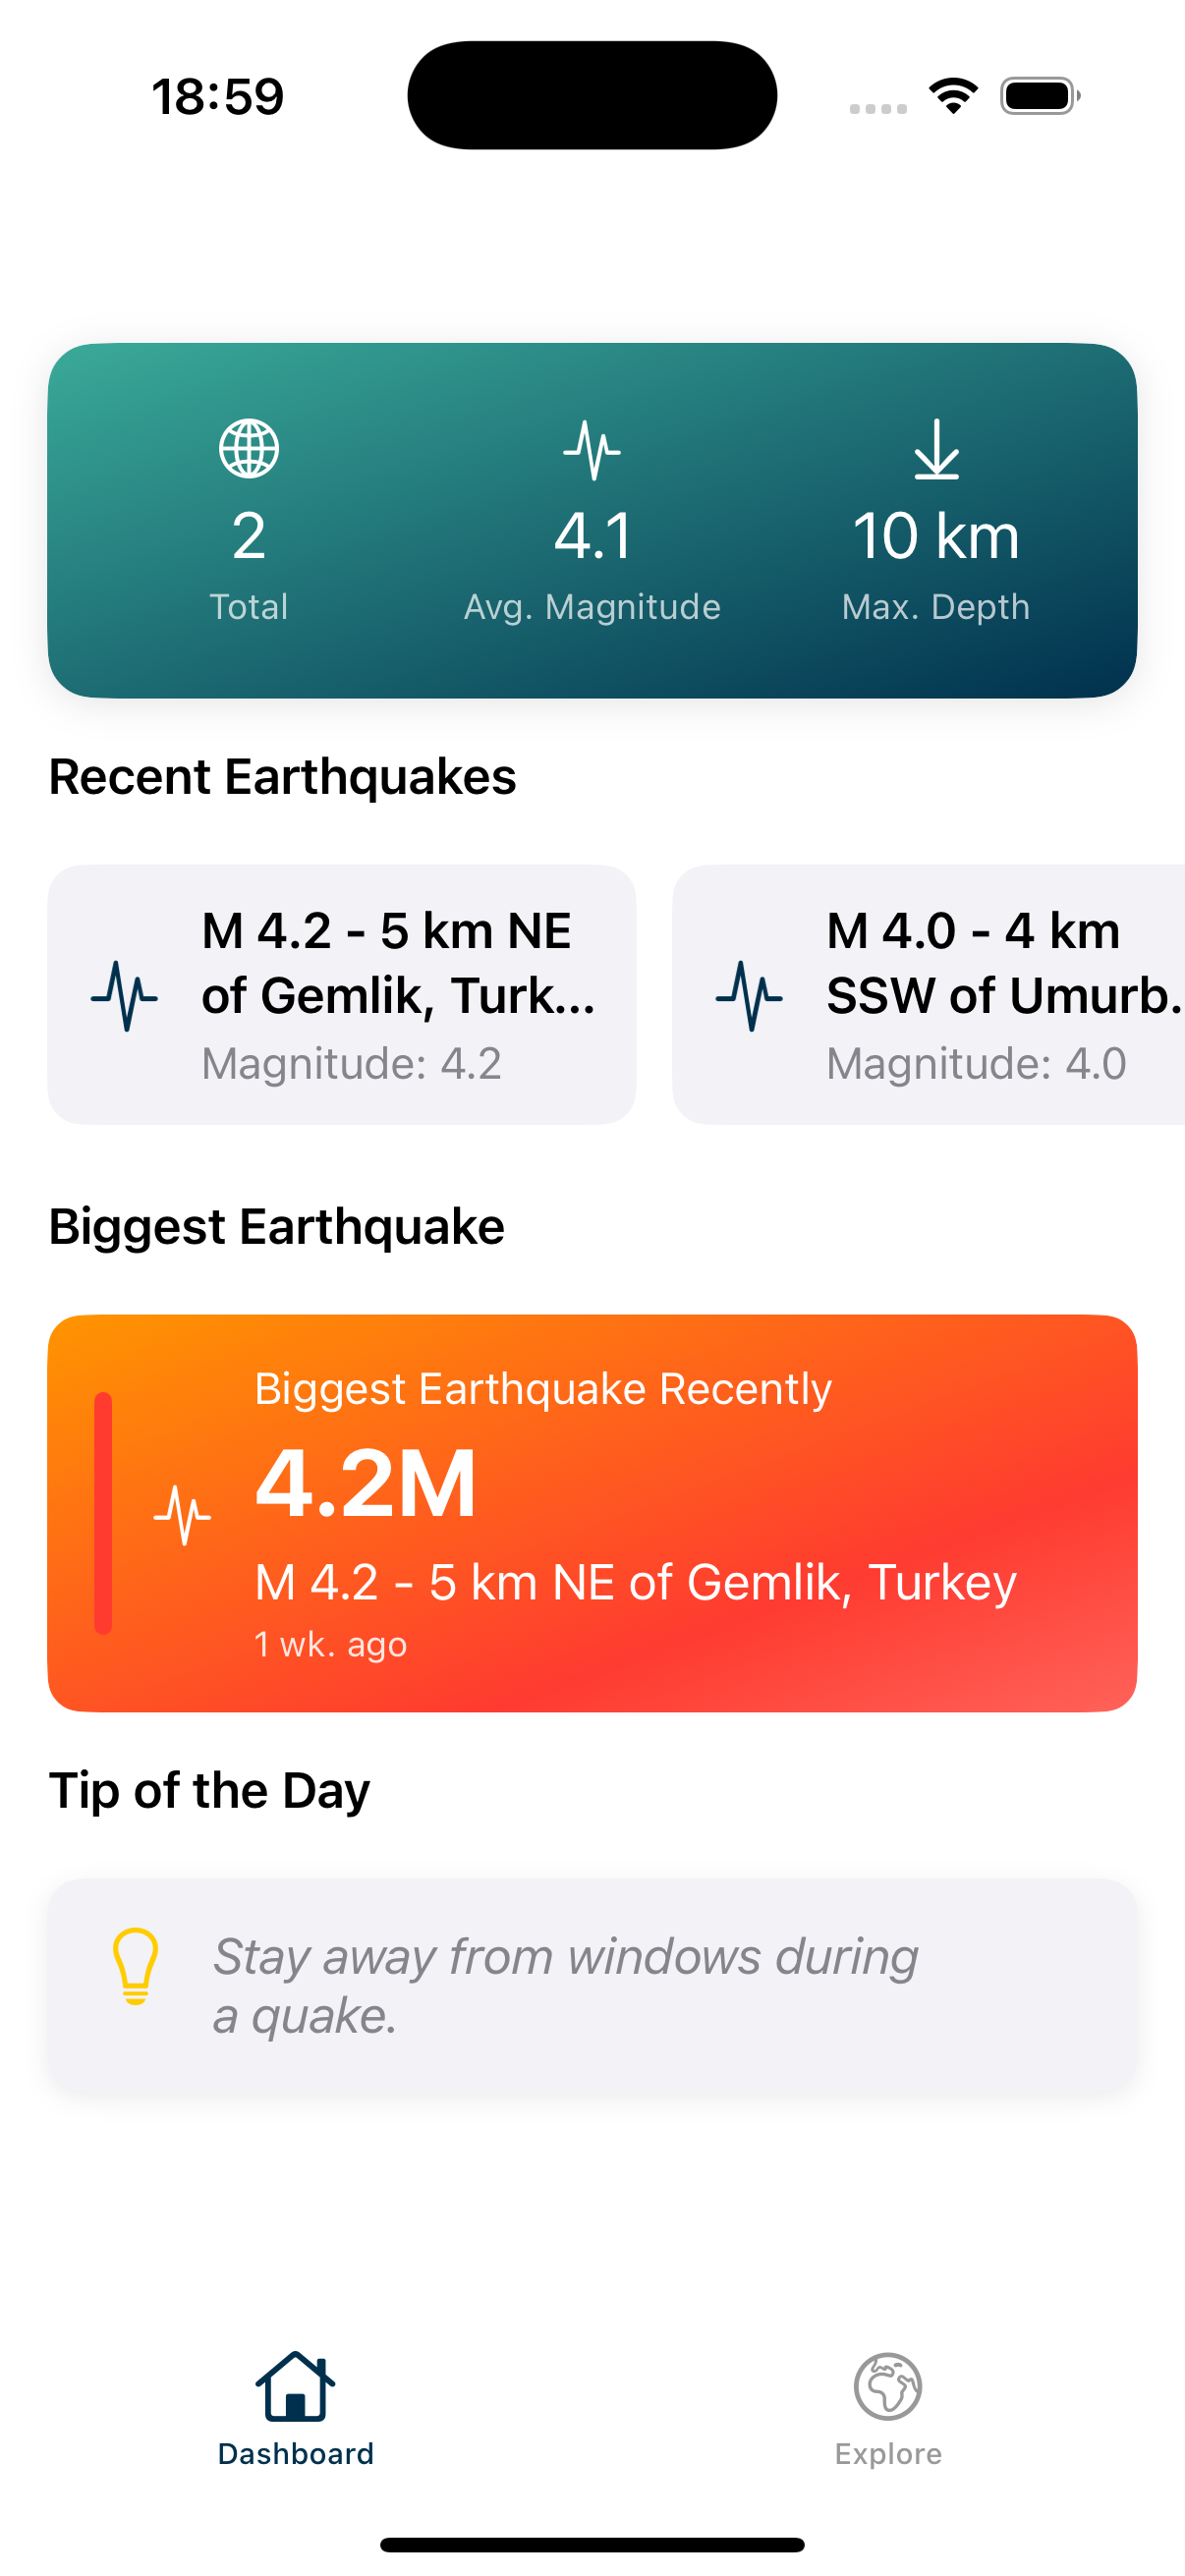 18:59
2
Total
4.1
Avg. Magnitude
10 km
Max. Depth
Recent Earthquakes
M 4.2 - 5 km NE
of Gemlik, Turk...
Magnitude: 4.2
M 4.0 - 4 km
SSW of Umurb.
Magnitude: 4.0
Biggest Earthquake
Biggest Earthquake Recently
4.2M
M 4.2 - 5 km NE of Gemlik, Turkey
1 wk. ago
Tip of the Day
Stay away from windows during
a quake.
Dashboard
Explore